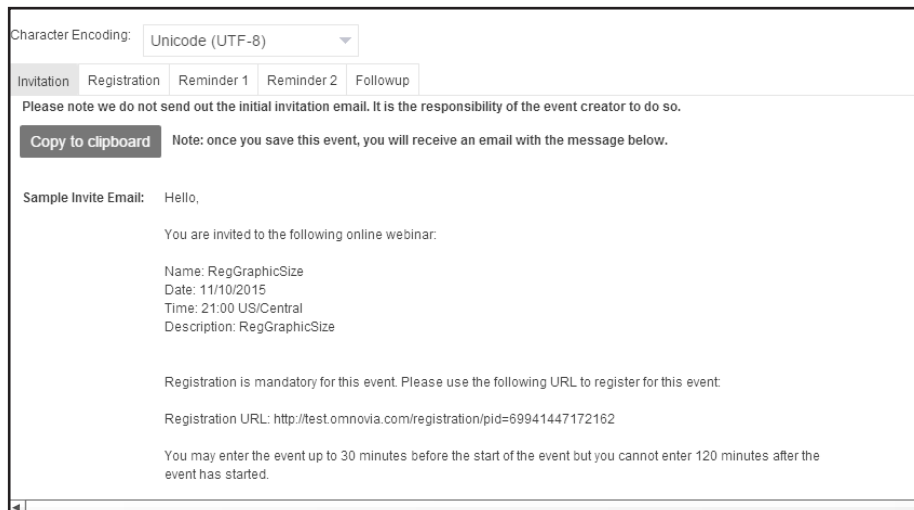 Character Encoding: Unicode (UTF-8)
Invitation Registration Reminder 1 Reminder 2 Followup
Please note we do not send out the initial invitation email. It is the responsibility of the event creator to do so.
Copy to clipboard Note: once you save this event, you will receive an email with the message below.
Sample Invite Email: Hello,
You are invited to the following online webinar:
Name: RegGraphicSize
Date: 11/10/2015
Time: 21:00 US/Central
Description: RegGraphicSize
Registration is mandatory for this event. Please use the following URL to register for this event:
Registration URL: http://test.omnovia.com/registration/pid=69941447172162
You may enter the event up to 30 minutes before the start of the event but you cannot enter 120 minutes after the
event has started.